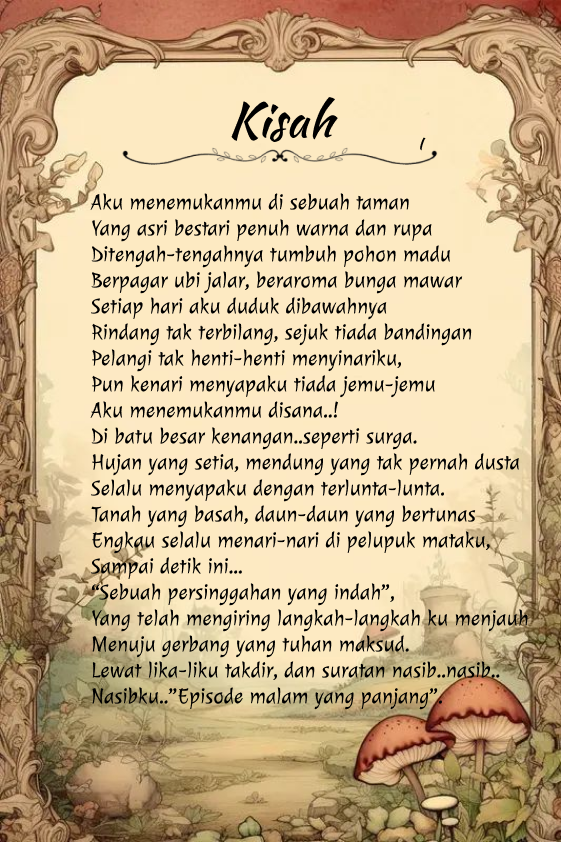 Kisah
Aku menemukanmu di sebuah taman
Yang asri bestari penuh warna dan rupa
Ditengah-tengahnya tumbuh pohon madu
Berpagar ubi jalar, beraroma bunga mawar
Setiap hari aku duduk dibawahnya
Rindang tak terbilang, sejuk tiada bandingan
Pelangi tak henti-henti menyinariku,
Pun kenari menyapaku tiada jemu-jemu
Aku menemukanmu disana..!
Di batu besar kenangan..seperti surga.
Hujan yang setia, mendung yang tak pernah dusta
Selalu menyapaku dengan terlunta-lunta.
Tanah yang basah, daun-daun yang bertunas
Engkau selalu menari-nari di pelupuk mataku,
Sampai detik ini...
“Sebuah persinggahan yang indah”,
Yang telah mengiring langkah-langkah ku menjauh
Menuju gerbang yang tuhan maksud.
Lewat lika-liku takdir, dan suratan nasib..nasib..
Nasibku..”Episode malam yang panjang”.